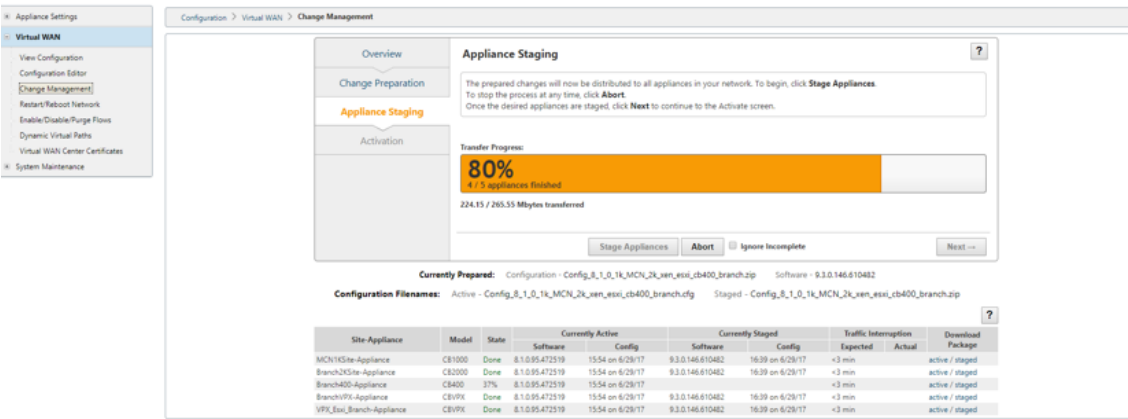 Appliance Settings
Configuration > Virtual WAN > Change Management
Virtual WAN
View Configuration
Configuration Editor
Change Management
Restart/Reboot Network
Enable/Disable/Purge Flows
Dynamic Virtual Paths
Virtual WAN Center Certificates
System Maintenance
Overview
Change Preparation
Appliance Staging
Activation
Appliance Staging ?
The prepared changes will now be distributed to all appliances in your network. To begin, click Stage Appliances.
To stop the process at any time, click Abort.
Once the desired appliances are staged, click Next to continue to the Activate screen.
Transfer Progress:
80%
4 / 5 appliances finished
224.15 / 265.55 Mbytes transferred
Stage Appliances Abort Ignore Incomplete Next →
Currently Prepared: Configuration - Config_8_1_0_1k_MCN_2k_xen_esxi_cb400_branch.zip Software - 9.3.0.146.610482
Configuration Filenames: Active - Config_8_1_0_1k_MCN_2k_xen_esxi_cb400_branch.cfg Staged - Config_8_1_0_1k_MCN_2k_xen_esxi_cb400_branch.zip
?
Site-Appliance Model State Currently Active Currently Staged Traffic Interruption Download Package
Software Config Software Config Expected Actual
MCN1KSite-Appliance CB1000 Done 8.1.0.95.472519 15:54 on 6/29/17 9.3.0.146.610482 16:39 on 6/29/17 <3 min active / staged
Branch2KSite-Appliance CB2000 Done 8.1.0.95.472519 15:54 on 6/29/17 9.3.0.146.610482 16:39 on 6/29/17 <3 min active / staged
Branch400-Appliance CB400 37% 8.1.0.95.472519 15:54 on 6/29/17 <3 min active / staged
BranchVPX-Appliance CBVPX Done 8.1.0.95.472519 15:54 on 6/29/17 9.3.0.146.610482 16:39 on 6/29/17 <3 min active / staged
VPX_Esxi_Branch-Appliance CBVPX Done 8.1.0.95.472519 15:54 on 6/29/17 9.3.0.146.610482 16:39 on 6/29/17 <3 min active / staged